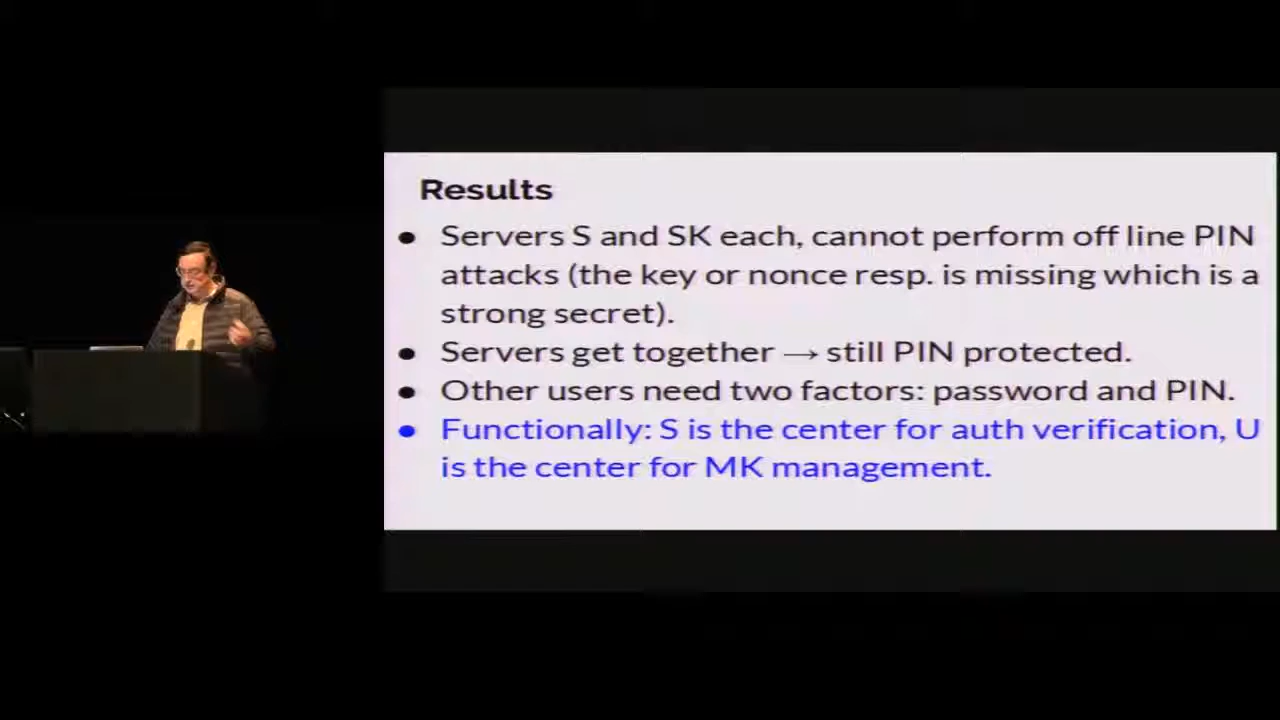 Results
● Servers S and SK each, cannot perform off line PIN
attacks (the key or nonce resp. is missing which is a
strong secret).
● Servers get together → still PIN protected.
● Other users need two factors: password and PIN.
● Functionally: S is the center for auth verification, U
is the center for MK management.